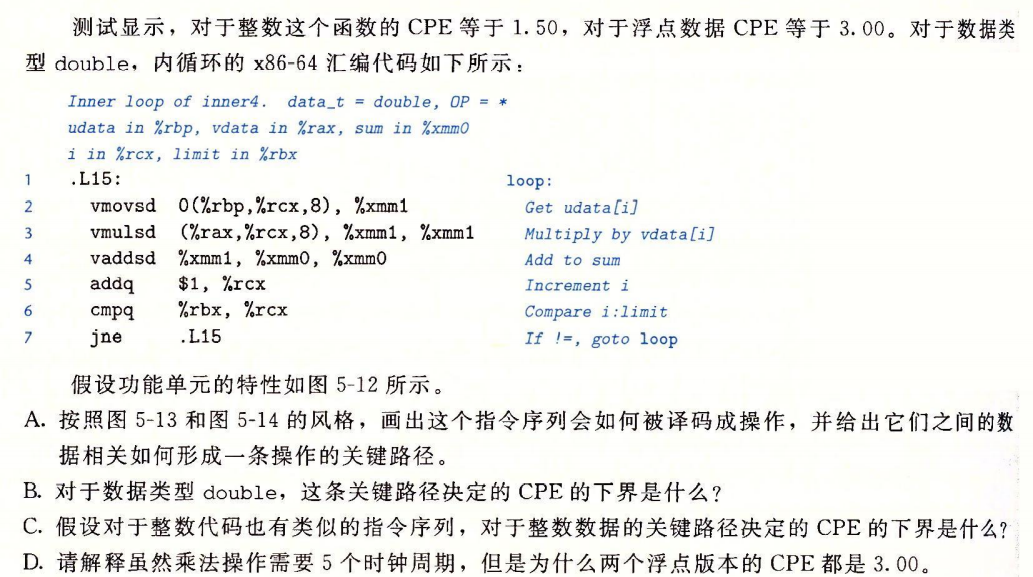 测试显示，对于整数这个函数的 CPE 等于 1.50，对于浮点数据 CPE 等于 3.00。对于数据类
型 double，内循环的 x86-64 汇编代码如下所示：
Inner loop of inner4. data_t = double, OP = *
udata in %rbp, vdata in %rax, sum in %xmm0
i in %rcx, limit in %rbx
1 .L15: loop:
2 vmovsd 0(%rbp,%rcx,8), %xmm1 Get udata[i]
3 vmulsd (%rax,%rcx,8), %xmm1, %xmm1 Multiply by vdata[i]
4 vaddsd %xmm1, %xmm0, %xmm0 Add to sum
5 addq $1, %rcx Increment i
6 cmpq %rbx, %rcx Compare i:limit
7 jne .L15 If !=, goto loop
假设功能单元的特性如图 5-12 所示。
A. 按照图 5-13 和图 5-14 的风格，画出这个指令序列会如何被译码成操作，并给出它们之间的数
据相关如何形成一条操作的关键路径。
B. 对于数据类型 double，这条关键路径决定的 CPE 的下界是什么？
C. 假设对于整数代码也有类似的指令序列，对于整数数据的关键路径决定的 CPE 的下界是什么？
D. 请解释虽然乘法操作需要 5 个时钟周期，但是为什么两个浮点版本的 CPE 都是 3.00。